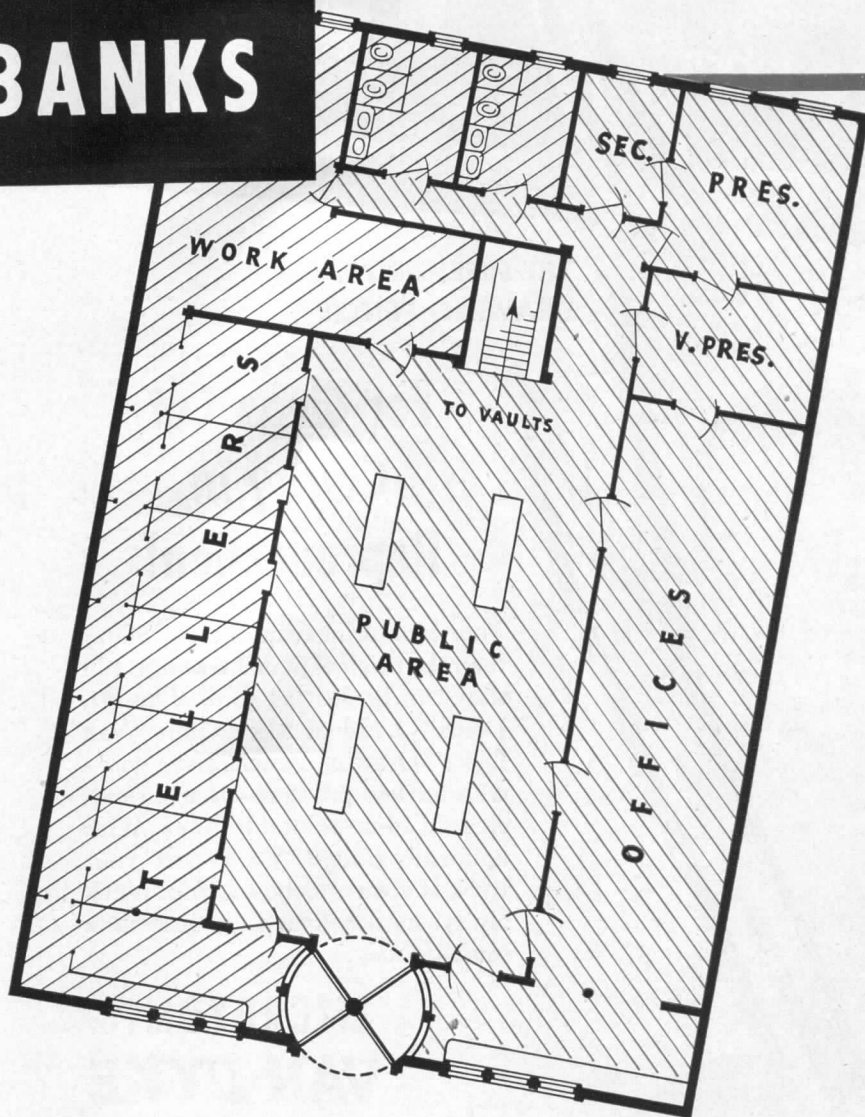 BANKS
SEC.
PRES.
WORK AREA
V. PRES.
TO VAULTS
TELLERS
PUBLIC
AREA
OFFICES